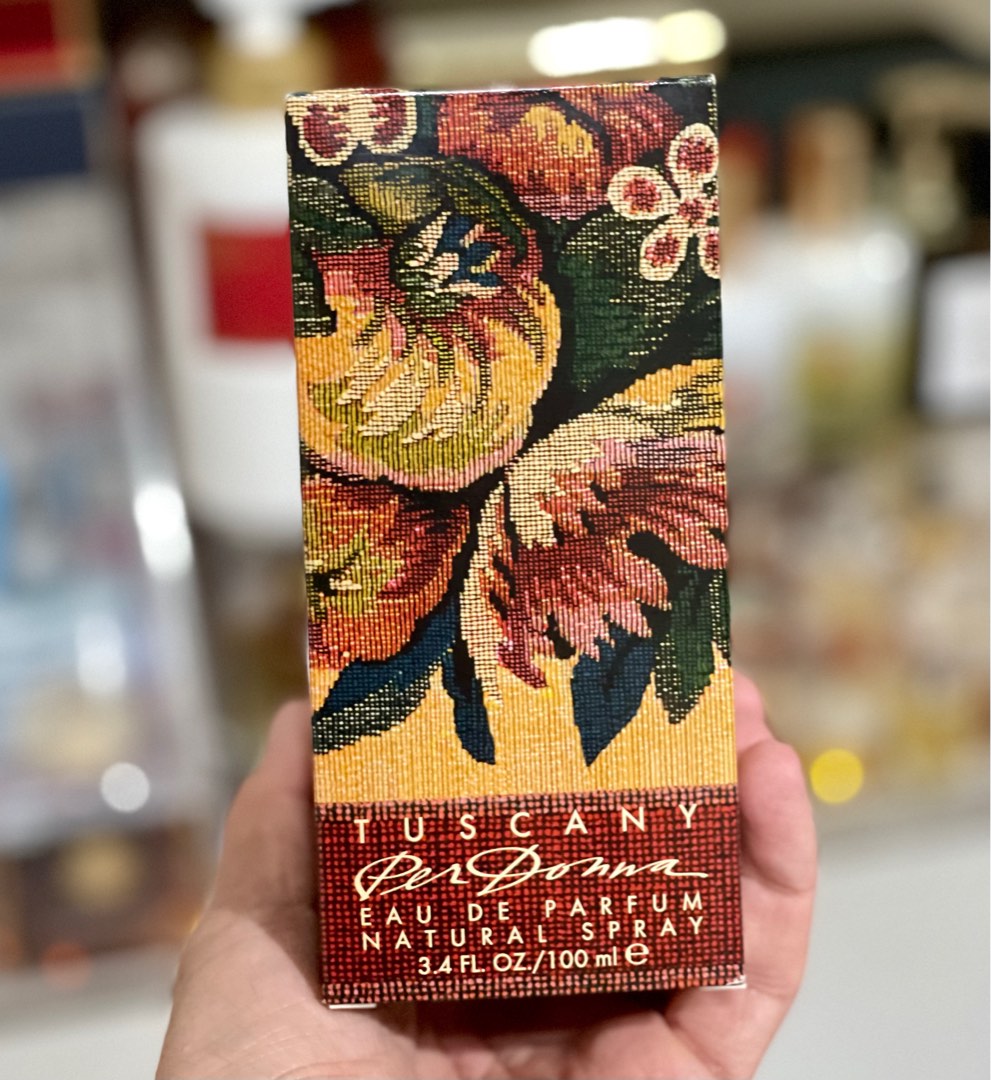 TUSCANY
Per Donna
EAU DE PARFUM
NATURAL SPRAY
3.4 FL. OZ./100 ml ℮